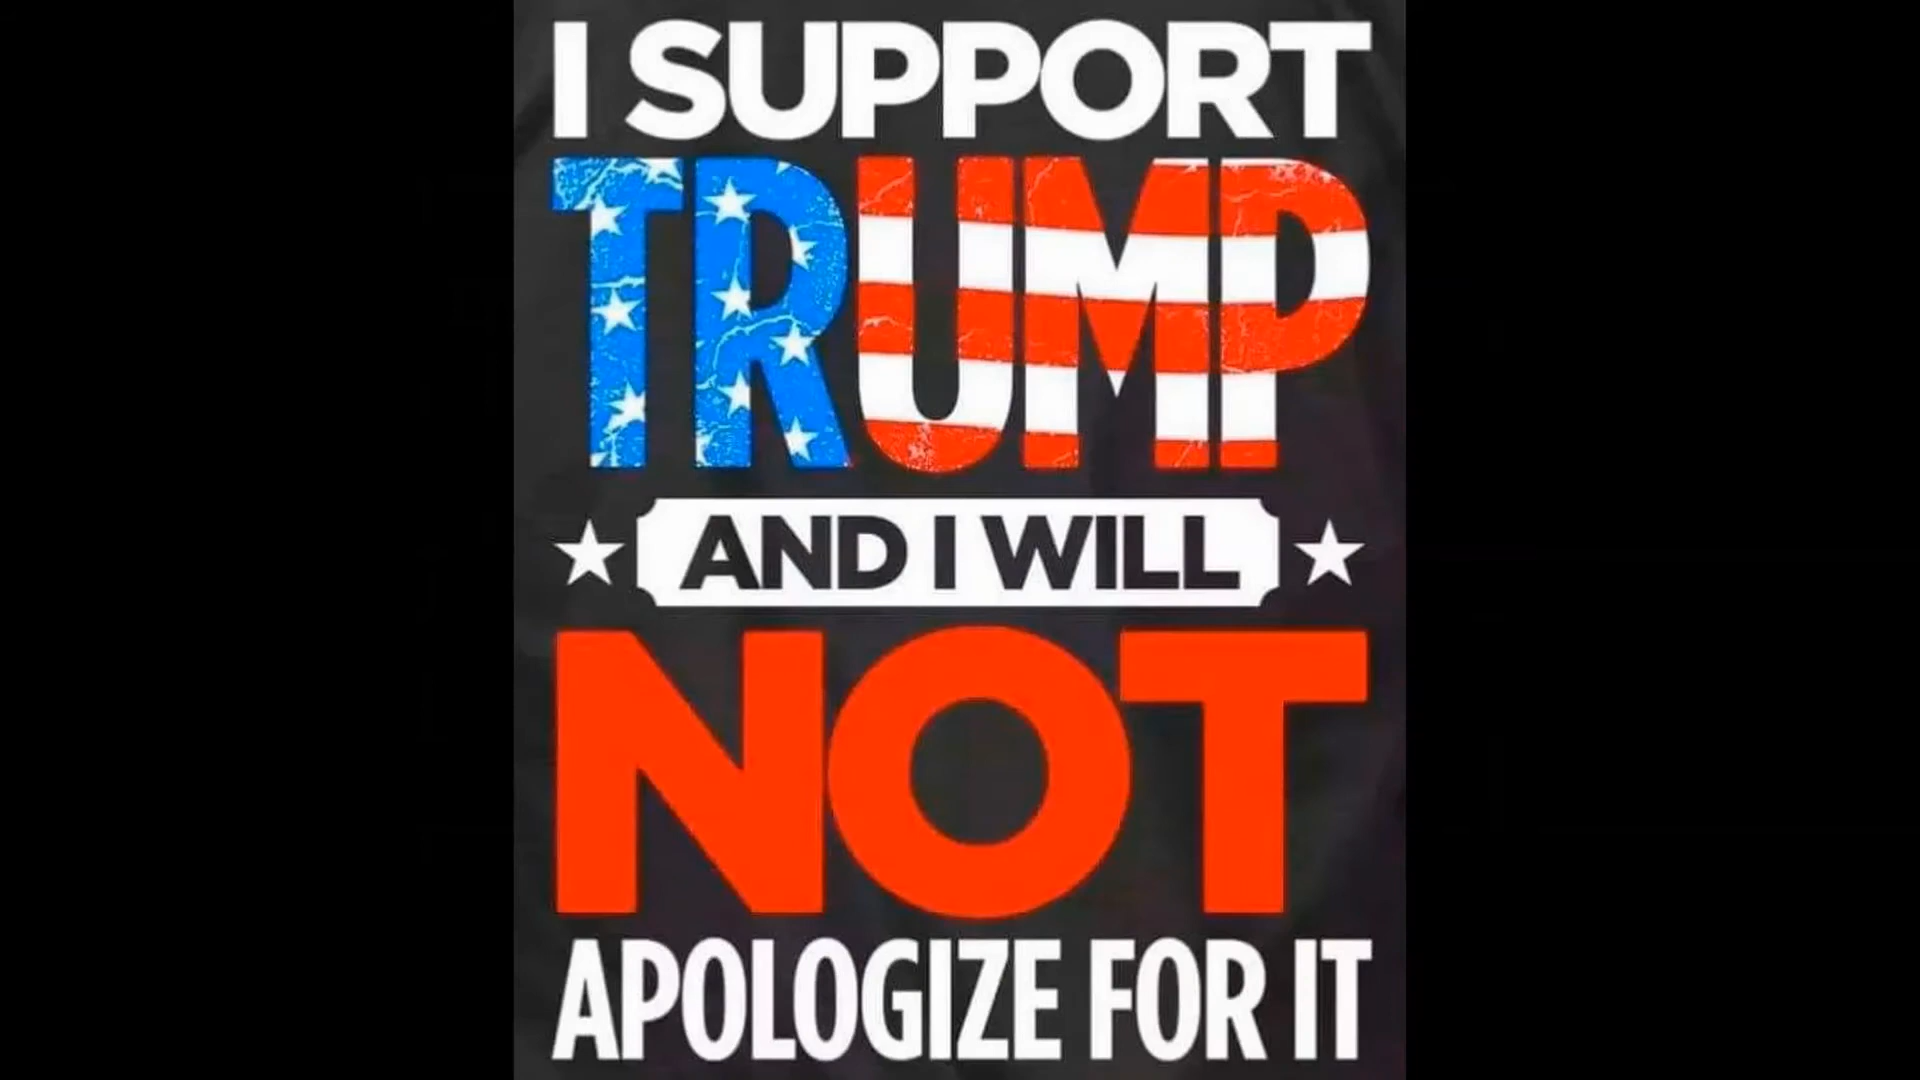 I SUPPORT
TRUMP
AND I WILL
NOT
APOLOGIZE FOR IT